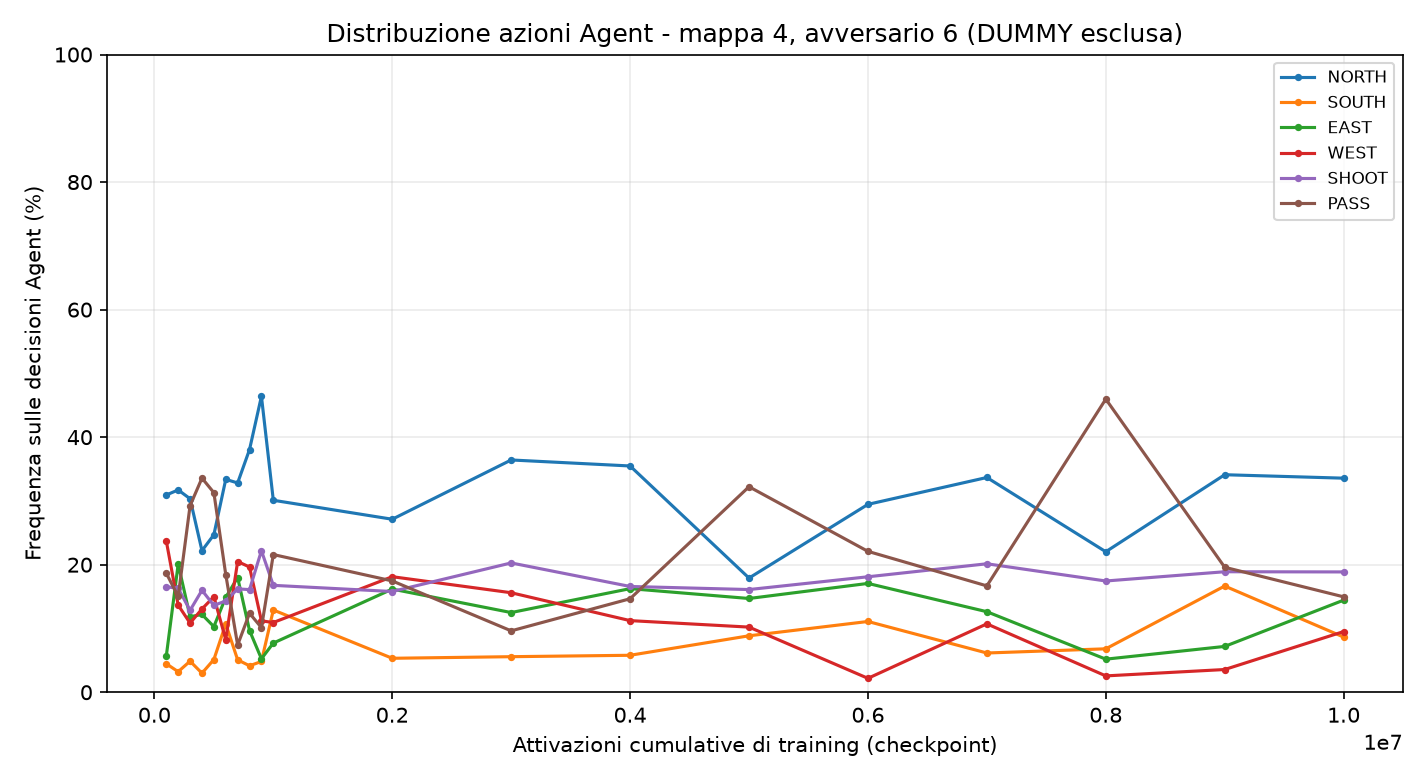 Distribuzione azioni Agent - mappa 4, avversario 6 (DUMMY esclusa)
Frequenza sulle decisioni Agent (%)
100
80
60
40
20
0
NORTH
SOUTH
EAST
WEST
SHOOT
PASS
0.0
0.2
0.4
0.6
0.8
1.0
1e7
Attivazioni cumulative di training (checkpoint)